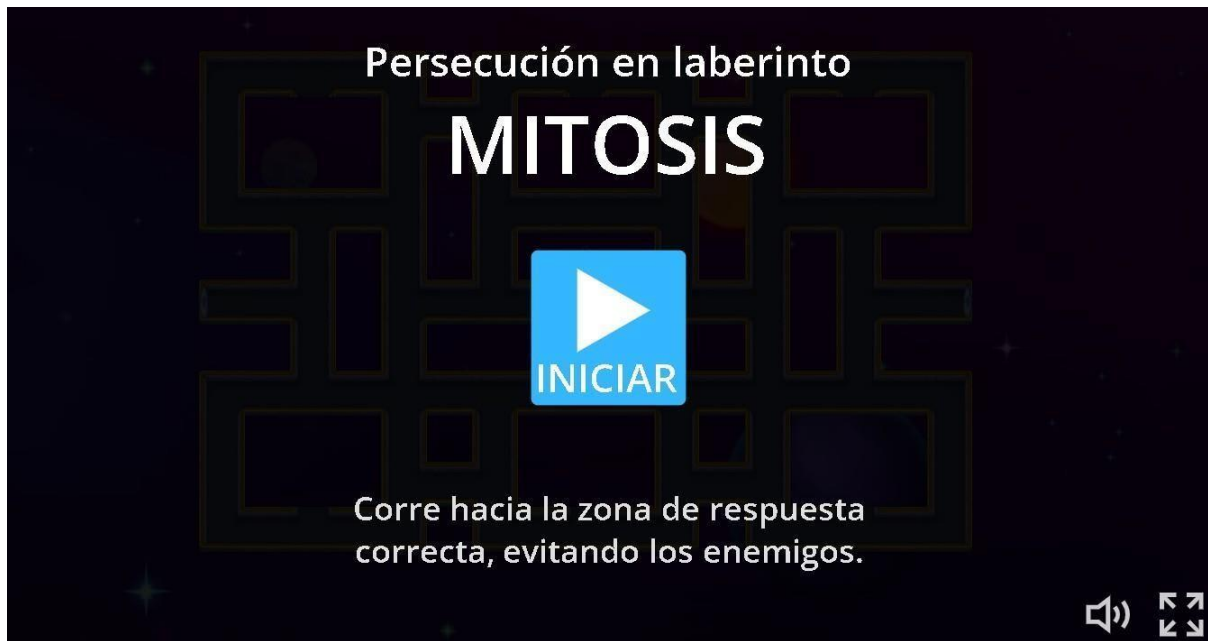 Persecución en laberinto
MITOSIS
INICIAR
Corre hacia la zona de respuesta
correcta, evitando los enemigos.